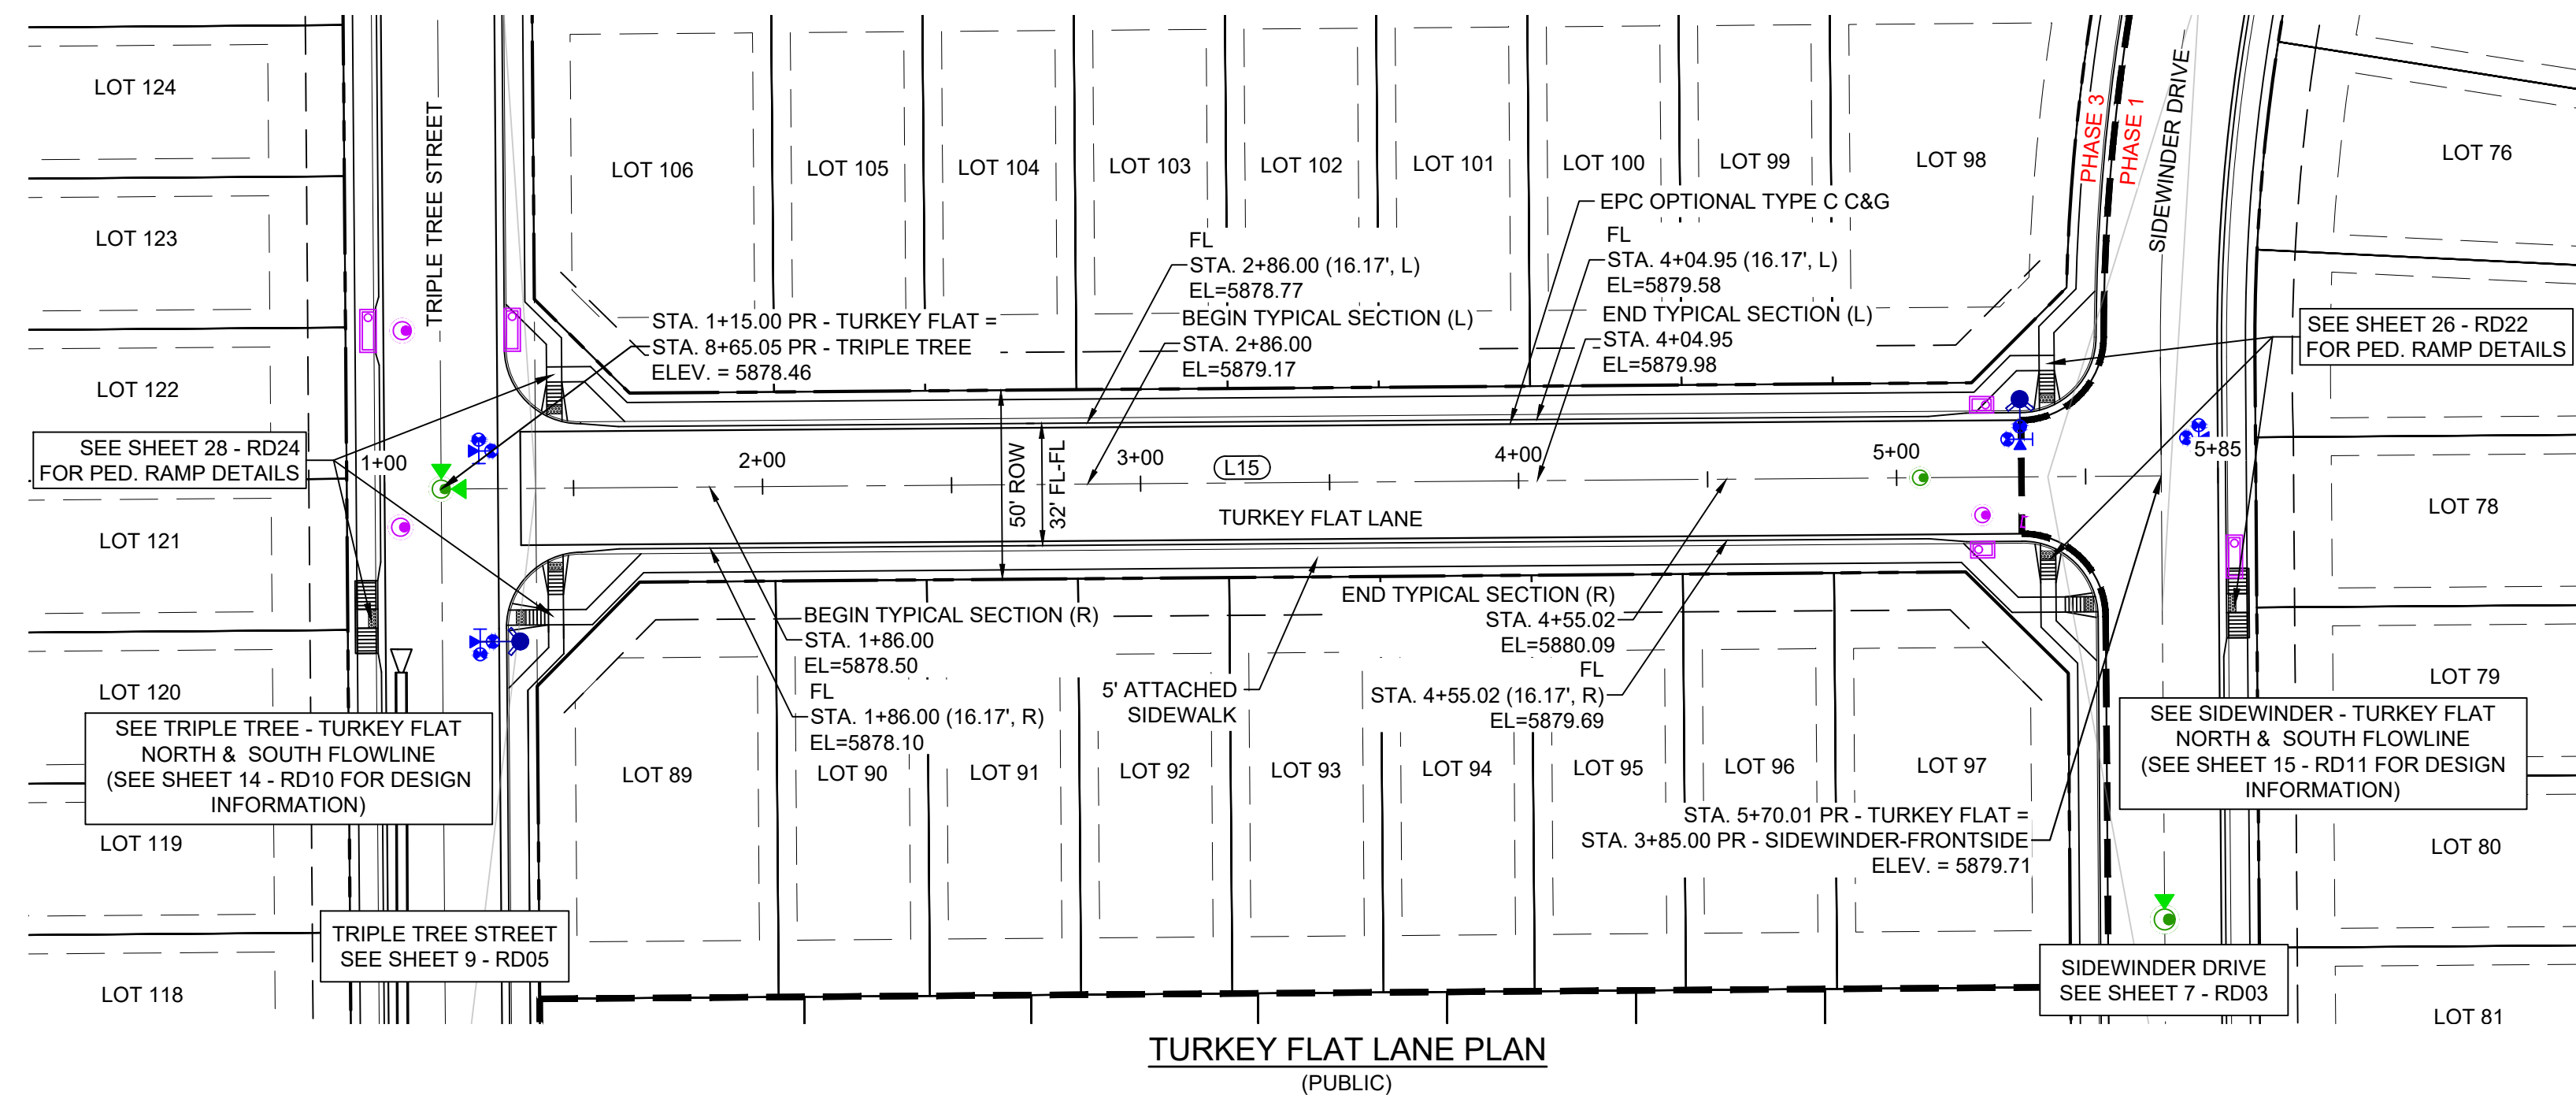 LOT 124
LOT 123
LOT 122
LOT 121
LOT 120
LOT 119
LOT 118
TRIPLE TREE STREET
LOT 106
LOT 105
LOT 104
LOT 103
LOT 102
LOT 101
LOT 100
LOT 99
LOT 98
PHASE 3
PHASE 1
SIDEWINDER DRIVE
LOT 76
EPC OPTIONAL TYPE C C&G
FL
STA. 2+86.00 (16.17', L)
EL=5878.77
BEGIN TYPICAL SECTION (L)
STA. 2+86.00
EL=5879.17
FL
STA. 4+04.95 (16.17', L)
EL=5879.58
END TYPICAL SECTION (L)
STA. 4+04.95
EL=5879.98
STA. 1+15.00 PR - TURKEY FLAT =
STA. 8+65.05 PR - TRIPLE TREE
ELEV. = 5878.46
SEE SHEET 26 - RD22
FOR PED. RAMP DETAILS
SEE SHEET 28 - RD24
FOR PED. RAMP DETAILS
1+00
2+00
3+00
L15
4+00
5+00
5+85
50' ROW
32' FL-FL
TURKEY FLAT LANE
LOT 78
BEGIN TYPICAL SECTION (R)
STA. 1+86.00
EL=5878.50
FL
STA. 1+86.00 (16.17', R)
EL=5878.10
5' ATTACHED
SIDEWALK
END TYPICAL SECTION (R)
STA. 4+55.02
EL=5880.09
FL
STA. 4+55.02 (16.17', R)
EL=5879.69
LOT 79
SEE TRIPLE TREE - TURKEY FLAT
NORTH & SOUTH FLOWLINE
(SEE SHEET 14 - RD10 FOR DESIGN
INFORMATION)
SEE SIDEWINDER - TURKEY FLAT
NORTH & SOUTH FLOWLINE
(SEE SHEET 15 - RD11 FOR DESIGN
INFORMATION)
LOT 89
LOT 90
LOT 91
LOT 92
LOT 93
LOT 94
LOT 95
LOT 96
LOT 97
STA. 5+70.01 PR - TURKEY FLAT =
STA. 3+85.00 PR - SIDEWINDER-FRONTSIDE
ELEV. = 5879.71
LOT 80
TRIPLE TREE STREET
SEE SHEET 9 - RD05
SIDEWINDER DRIVE
SEE SHEET 7 - RD03
LOT 81
TURKEY FLAT LANE PLAN
(PUBLIC)